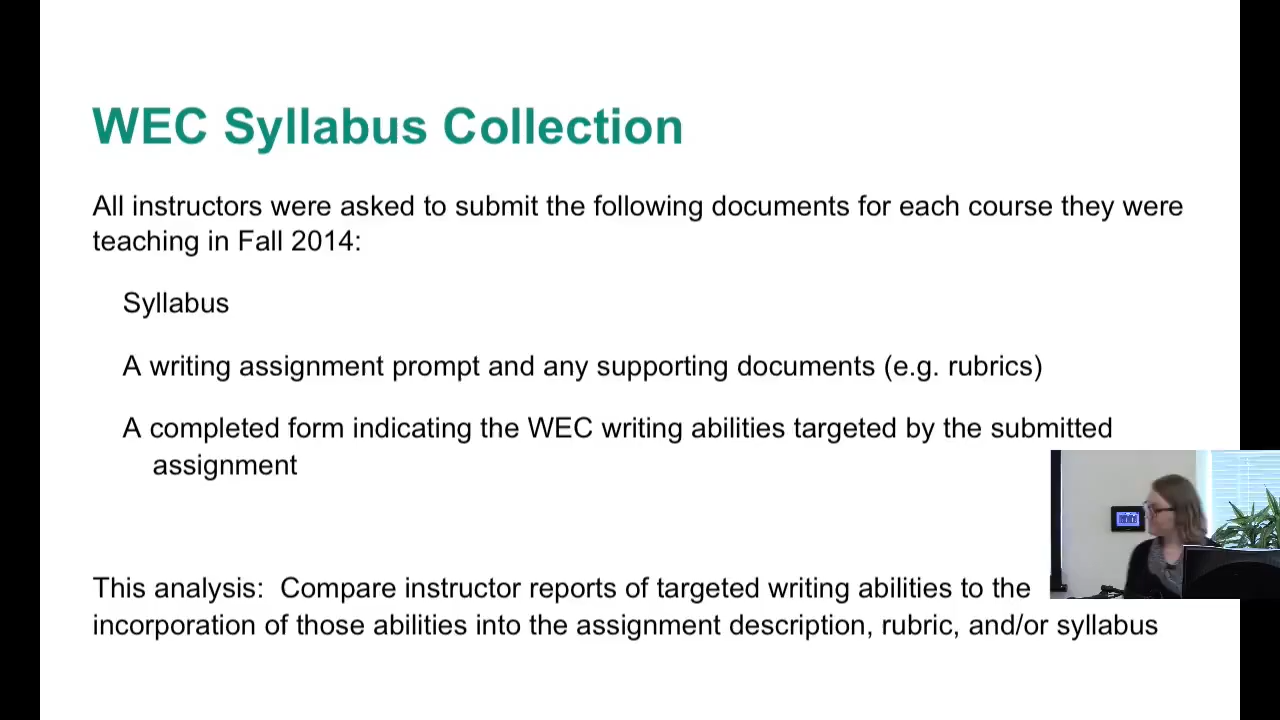 WEC Syllabus Collection
All instructors were asked to submit the following documents for each course they were
teaching in Fall 2014:
Syllabus
A writing assignment prompt and any supporting documents (e.g. rubrics)
A completed form indicating the WEC writing abilities targeted by the submitted
assignment
This analysis:  Compare instructor reports of targeted writing abilities to the
incorporation of those abilities into the assignment description, rubric, and/or syllabus